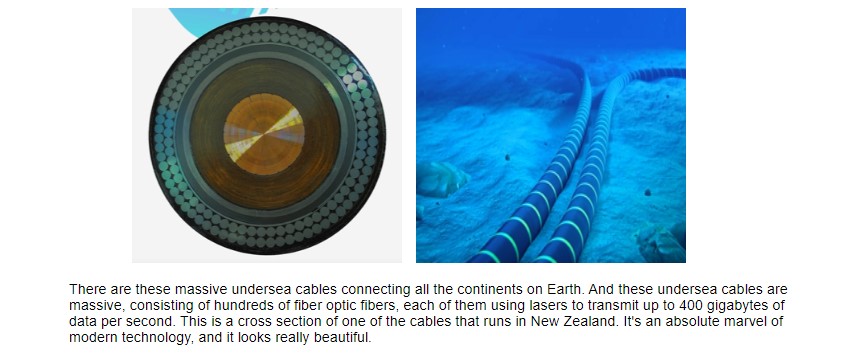 There are these massive undersea cables connecting all the continents on Earth. And these undersea cables are
massive, consisting of hundreds of fiber optic fibers, each of them using lasers to transmit up to 400 gigabytes of
data per second. This is a cross section of one of the cables that runs in New Zealand. It's an absolute marvel of
modern technology, and it looks really beautiful.